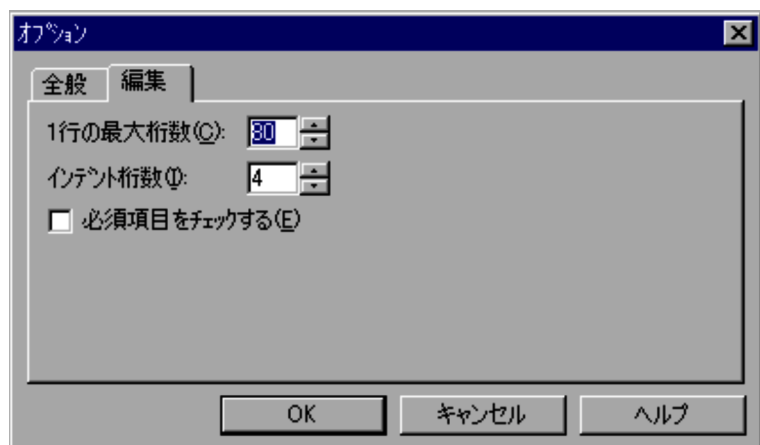 オプション
全般 編集
1行の最大桁数(C): 80
インデント桁数(I): 4
必須項目をチェックする(E)
OK キャンセル ヘルプ